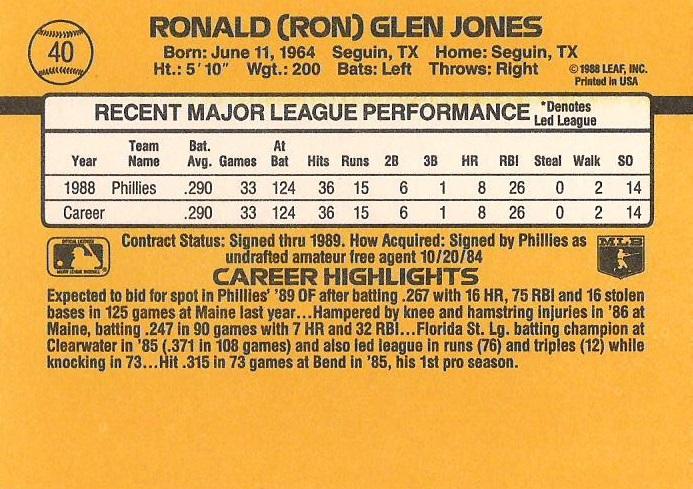 40
RONALD (RON) GLEN JONES
Born: June 11, 1964 Seguin, TX Home: Seguin, TX
Ht.: 5' 10" Wgt.: 200 Bats: Left Throws: Right
©1988 LEAF, INC.
Printed in USA
RECENT MAJOR LEAGUE PERFORMANCE
*Denotes
Led League
Year Team Name Bat. Avg. Games At Bat Hits Runs 2B 3B HR RBI Steal Walk SO
1988 Phillies .290 33 124 36 15 6 1 8 26 0 2 14
Career .290 33 124 36 15 6 1 8 26 0 2 14
Contract Status: Signed thru 1989. How Acquired: Signed by Phillies as
undrafted amateur free agent 10/20/84
MLB
CAREER HIGHLIGHTS
Expected to bid for spot in Phillies' '89 OF after batting .267 with 16 HR, 75 RBI and 16 stolen
bases in 125 games at Maine last year...Hampered by knee and hamstring injuries in '86 at
Maine, batting .247 in 90 games with 7 HR and 32 RBI...Florida St. Lg. batting champion at
Clearwater in '85 (.371 in 108 games) and also led league in runs (76) and triples (12) while
knocking in 73...Hit .315 in 73 games at Bend in '85, his 1st pro season.